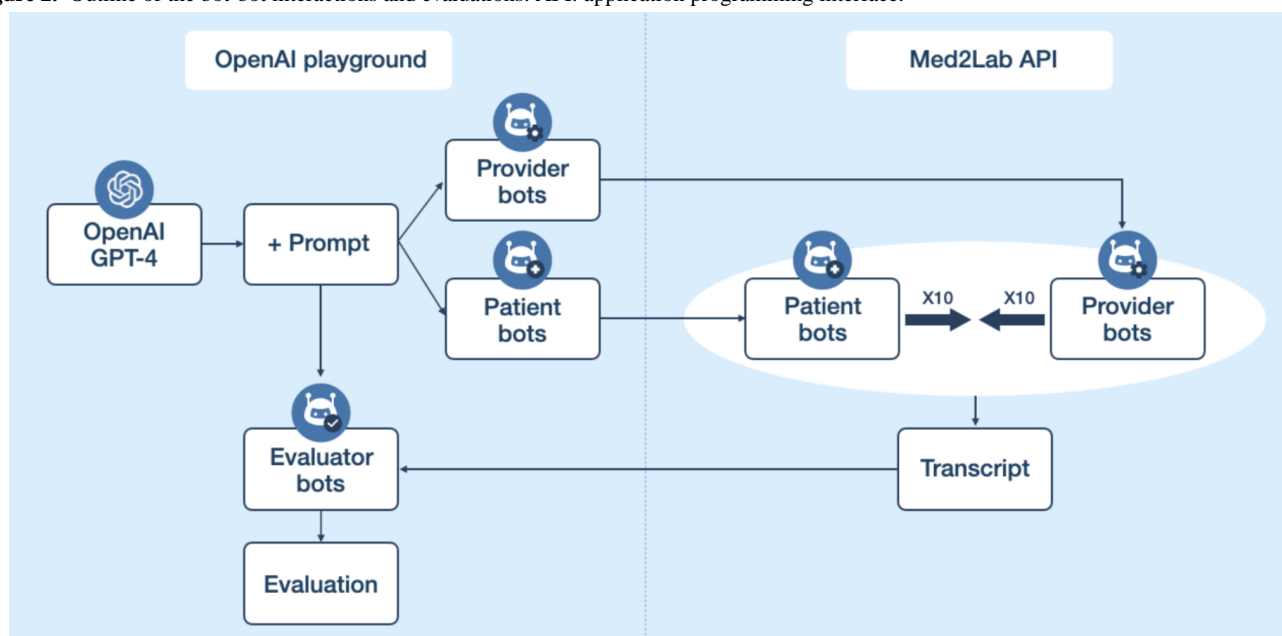 OpenAI playground
Med2Lab API
Provider
bots
OpenAI
GPT-4
+ Prompt
Patient
bots
Patient
bots
X10
X10
Provider
bots
Evaluator
bots
Transcript
Evaluation